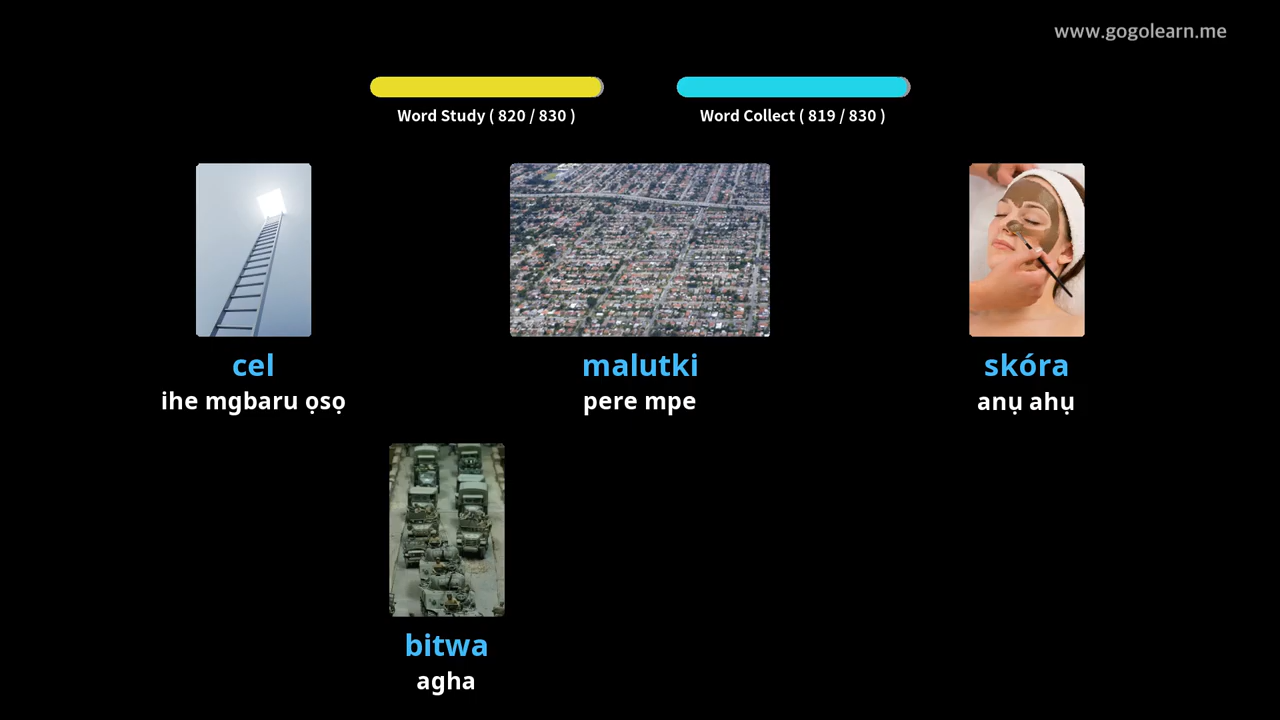 www.gogolearn.me
Word Study ( 820 / 830 )
Word Collect ( 819 / 830 )
cel
ihe mgbaru ọsọ
malutki
pere mpe
skóra
anụ ahụ
bitwa
agha